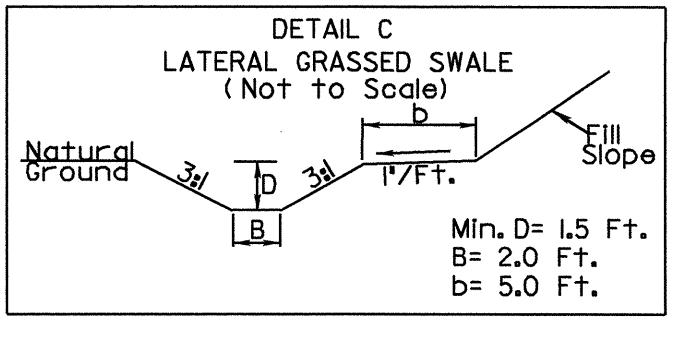 DETAIL C
LATERAL GRASSED SWALE
(Not to Scale)
b
Natural
Ground
3:1
D
3:1
1"/Ft.
Fill
Slope
B
Min. D= 1.5 Ft.
B= 2.0 Ft.
b= 5.0 Ft.